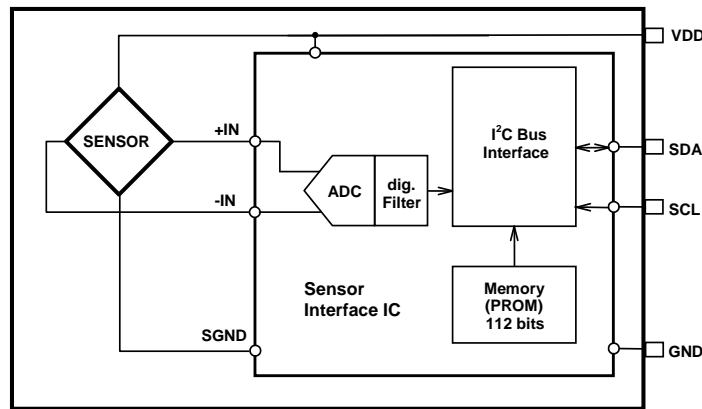 VDD
SENSOR
+IN
I²C Bus
Interface
SDA
ADC
dig.
Filter
-IN
SCL
Sensor
Interface IC
Memory
(PROM)
112 bits
SGND
GND